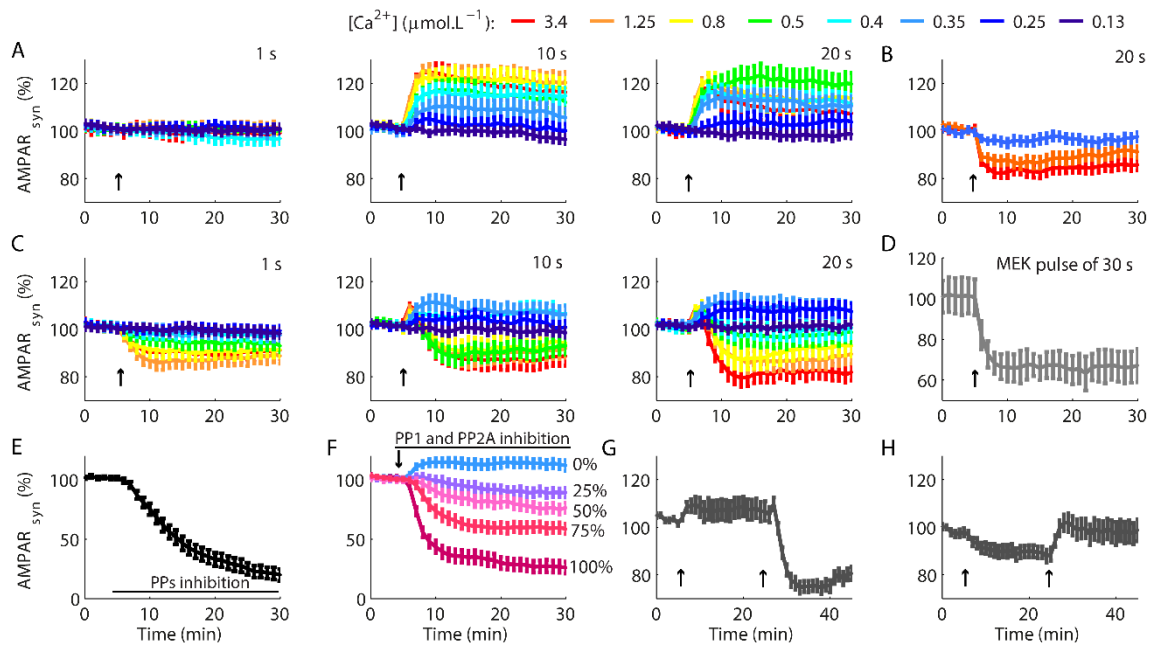 [Ca2+] (μmol.L−1): 3.4 1.25 0.8 0.5 0.4 0.35 0.25 0.13
A 1 s 10 s 20 s B 20 s
AMPAR syn (%)
120
100
80
0 10 20 30
120
100
80
0 10 20 30
120
100
80
0 10 20 30
120
100
80
0 10 20 30
C 1 s 10 s 20 s D MEK pulse of 30 s
AMPAR syn (%)
120
100
80
0 10 20 30
120
100
80
0 10 20 30
120
100
80
0 10 20 30
120
100
80
60
0 10 20 30
E F PP1 and PP2A inhibition G H
AMPAR syn (%)
100
50
0
PPs inhibition
0 10 20 30
Time (min)
100
50
0
0%
25%
50%
75%
100%
0 10 20 30
Time (min)
120
100
80
0 20 40
Time (min)
120
100
80
0 20 40
Time (min)